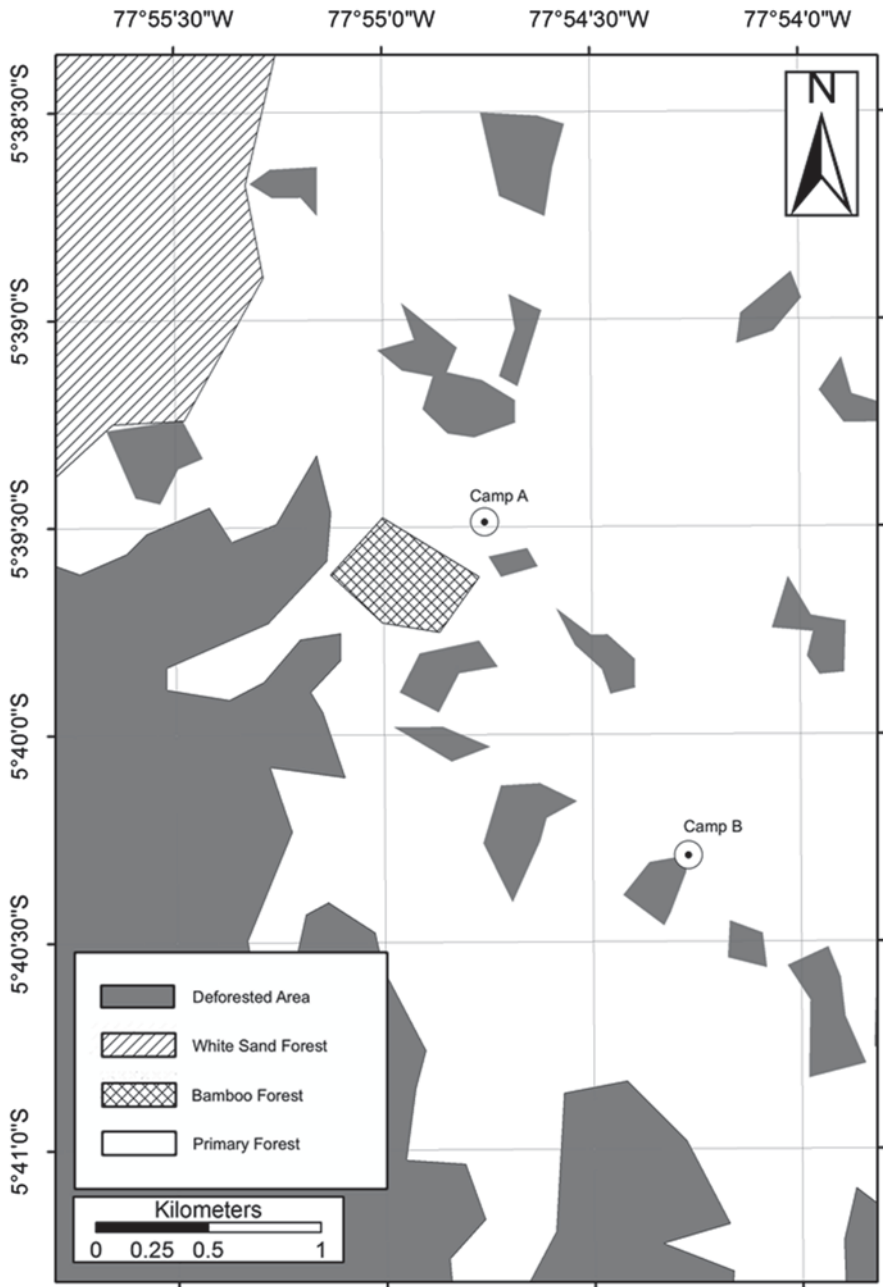 77°55'30"W 77°55'0"W 77°54'30"W 77°54'0"W
N
5°38'30"S
5°39'0"S
5°39'30"S
Camp A
5°40'0"S
Camp B
5°40'30"S
Deforested Area
White Sand Forest
Bamboo Forest
Primary Forest
5°41'0"S
Kilometers
0 0.25 0.5 1